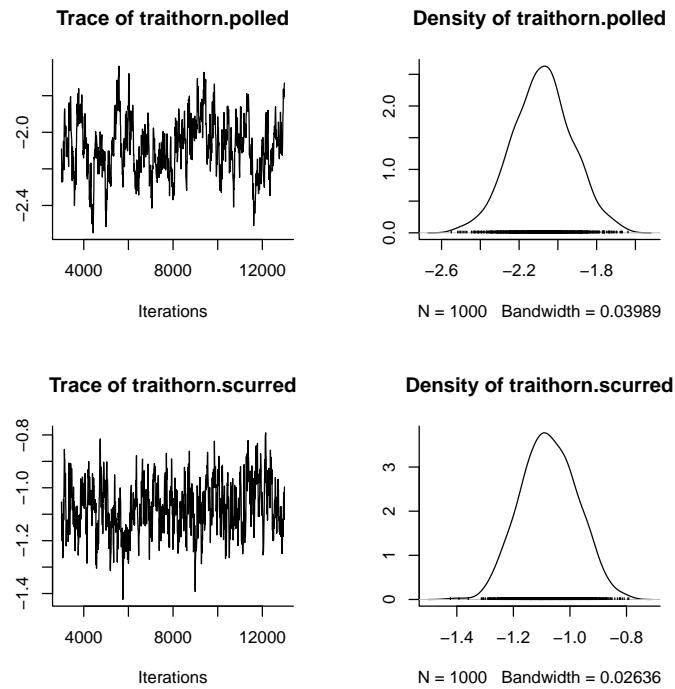 Trace of traithorn.polled
−2.4
−2.0
4000 8000 12000
Iterations
Density of traithorn.polled
0.0
1.0
2.0
−2.6 −2.2 −1.8
N = 1000 Bandwidth = 0.03989
Trace of traithorn.scurred
−1.4
−1.2
−1.0
−0.8
4000 8000 12000
Iterations
Density of traithorn.scurred
0
1
2
3
−1.4 −1.2 −1.0 −0.8
N = 1000 Bandwidth = 0.02636